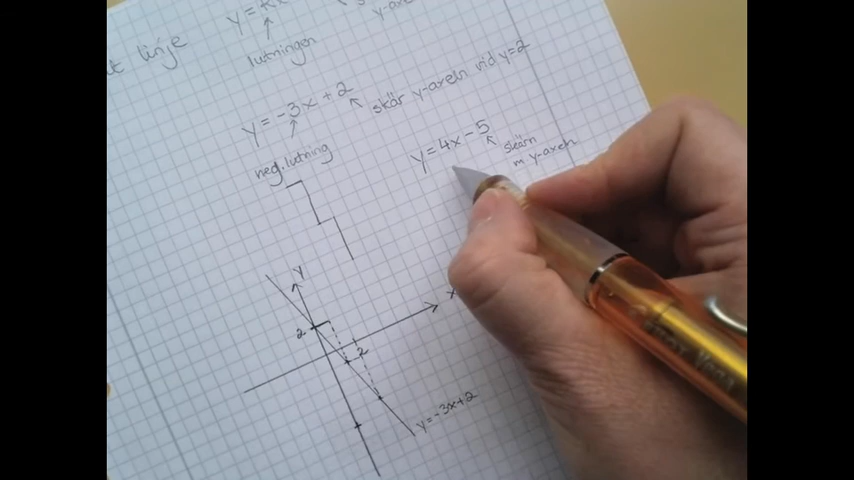 y=kx
y-axeln
linje
lutningen
y=-3x+2
skär y-axeln vid y=2
neg.lutning
y=4x-5
skärn
m y-axeln
y
x
2
2
y=-3x+2